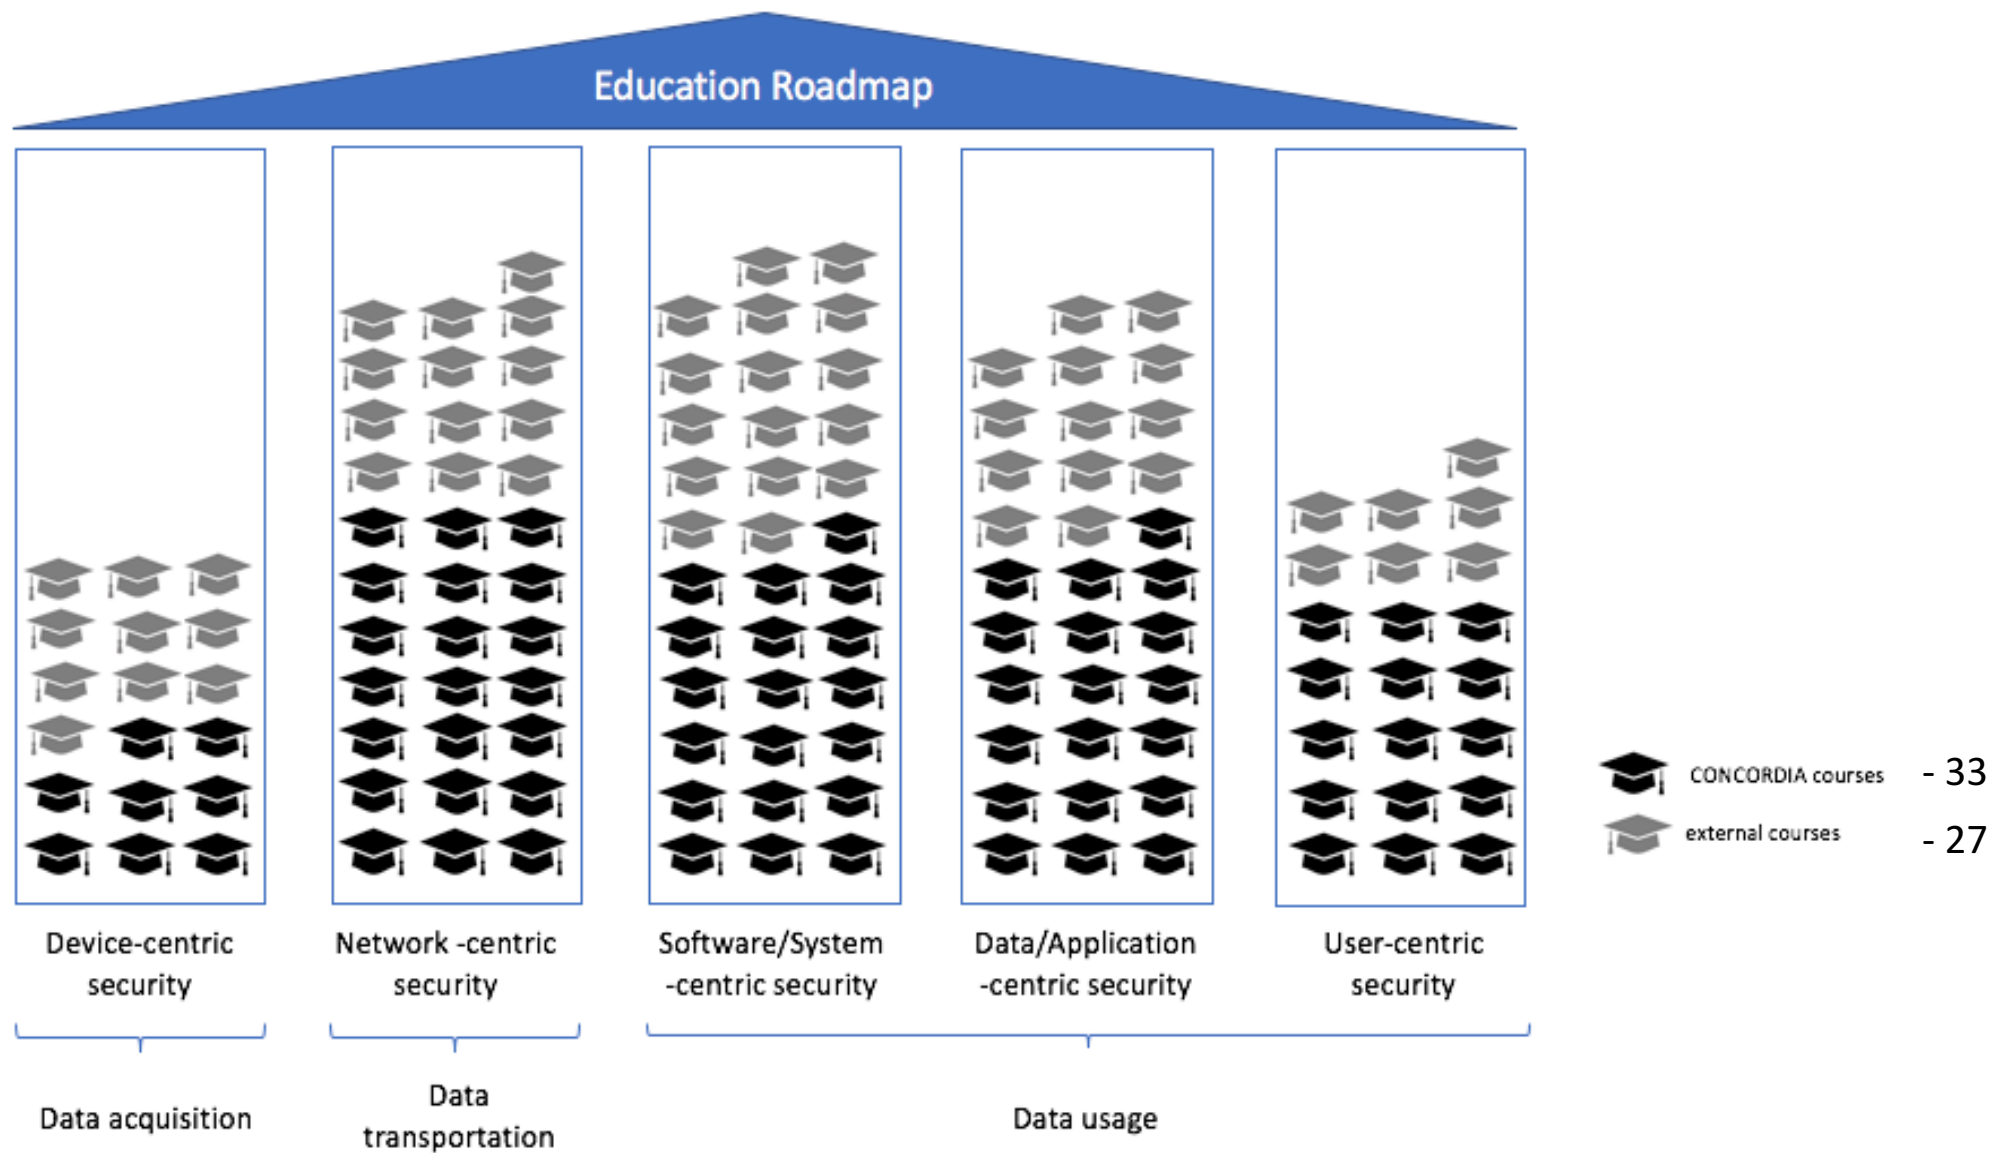 Education Roadmap
Device-centric
security
Network -centric
security
Software/System
-centric security
Data/Application
-centric security
User-centric
security
Data acquisition
Data
transportation
Data usage
CONCORDIA courses - 33
external courses - 27